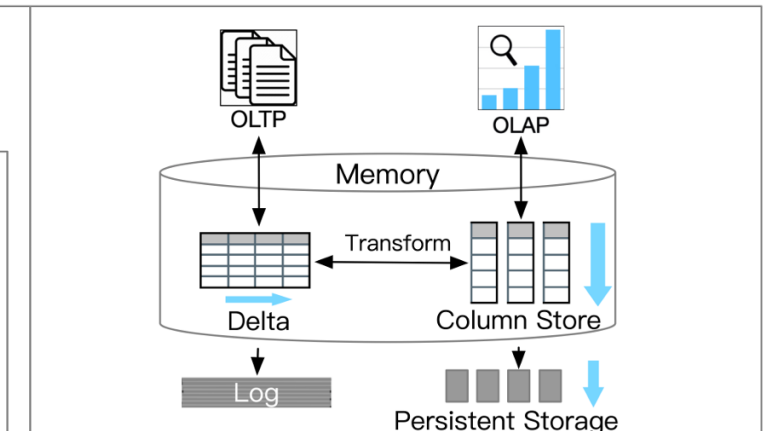 OLTP
OLAP
Memory
Transform
Delta
Column Store
Log
Persistent Storage